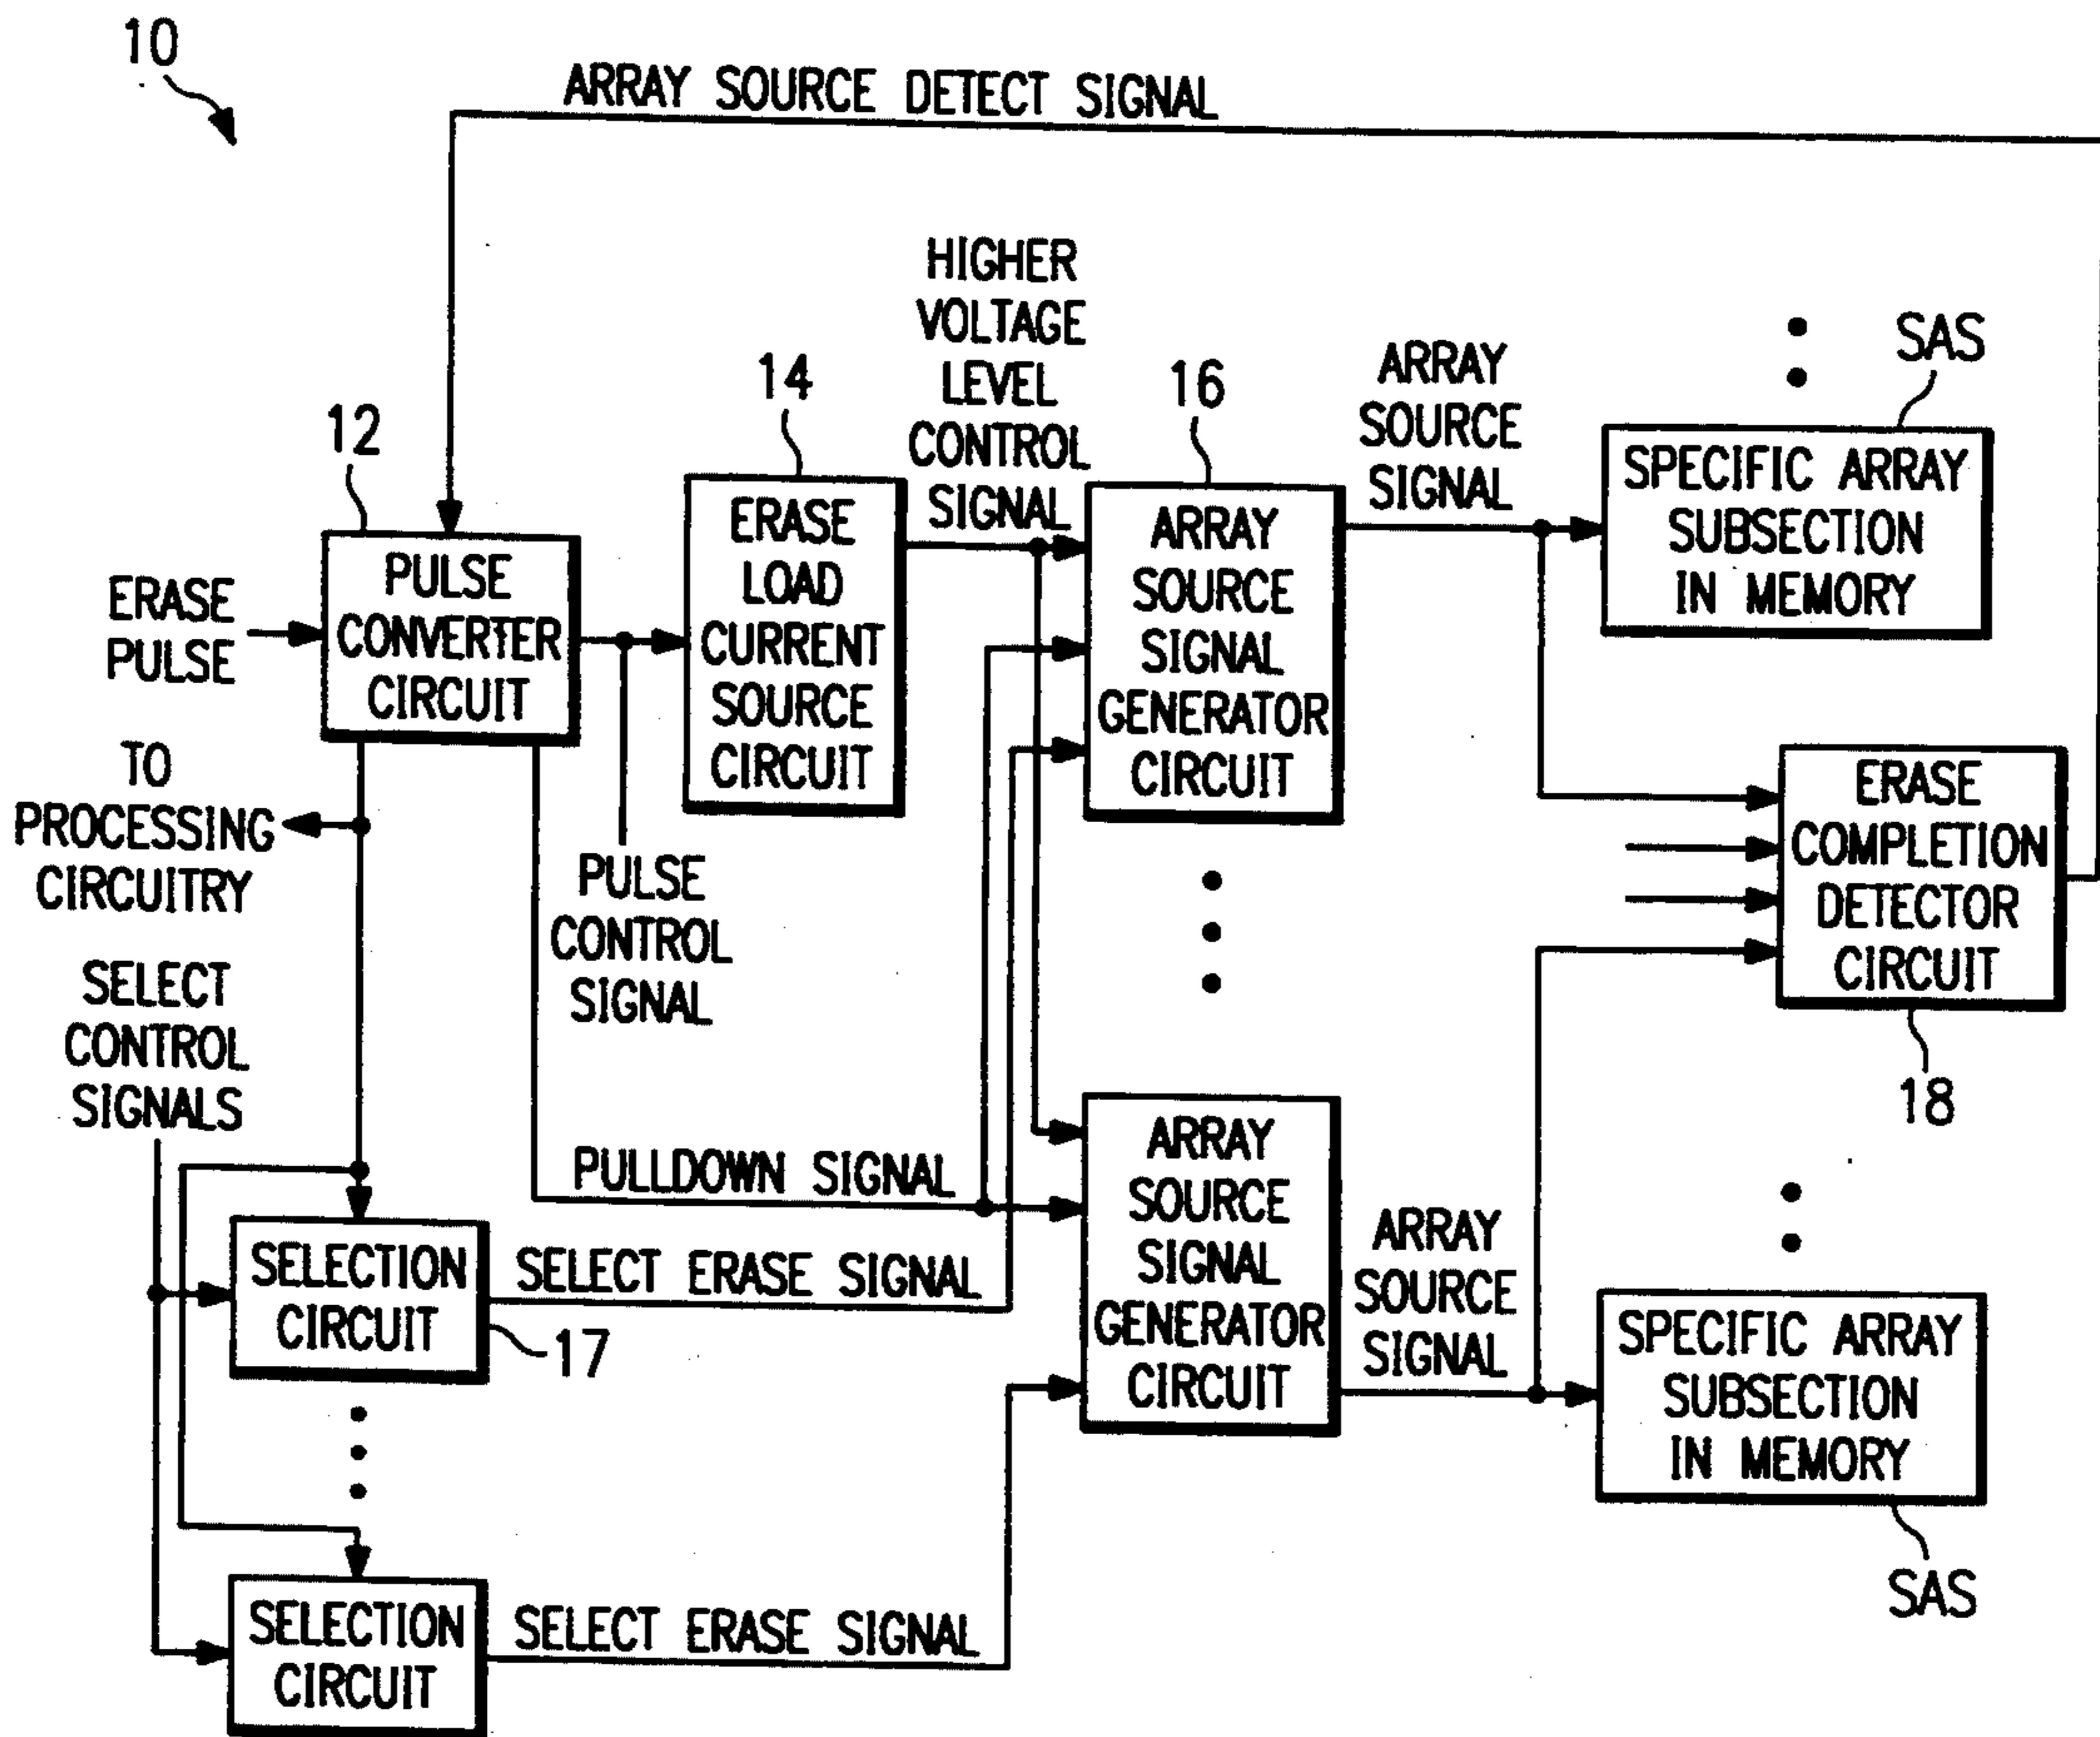 10
ARRAY SOURCE DETECT SIGNAL
HIGHER
VOLTAGE
LEVEL
CONTROL
SIGNAL
12
14
16
ARRAY
SOURCE
SIGNAL
SAS
ERASE
PULSE
PULSE
CONVERTER
CIRCUIT
ERASE
LOAD
CURRENT
SOURCE
CIRCUIT
ARRAY
SOURCE
SIGNAL
GENERATOR
CIRCUIT
SPECIFIC ARRAY
SUBSECTION
IN MEMORY
TO
PROCESSING
CIRCUITRY
PULSE
CONTROL
SIGNAL
ERASE
COMPLETION
DETECTOR
CIRCUIT
18
SELECT
CONTROL
SIGNALS
PULLDOWN SIGNAL
SELECTION
CIRCUIT
17
SELECT ERASE SIGNAL
ARRAY
SOURCE
SIGNAL
GENERATOR
CIRCUIT
ARRAY
SOURCE
SIGNAL
SPECIFIC ARRAY
SUBSECTION
IN MEMORY
SAS
SELECTION
CIRCUIT
SELECT ERASE SIGNAL